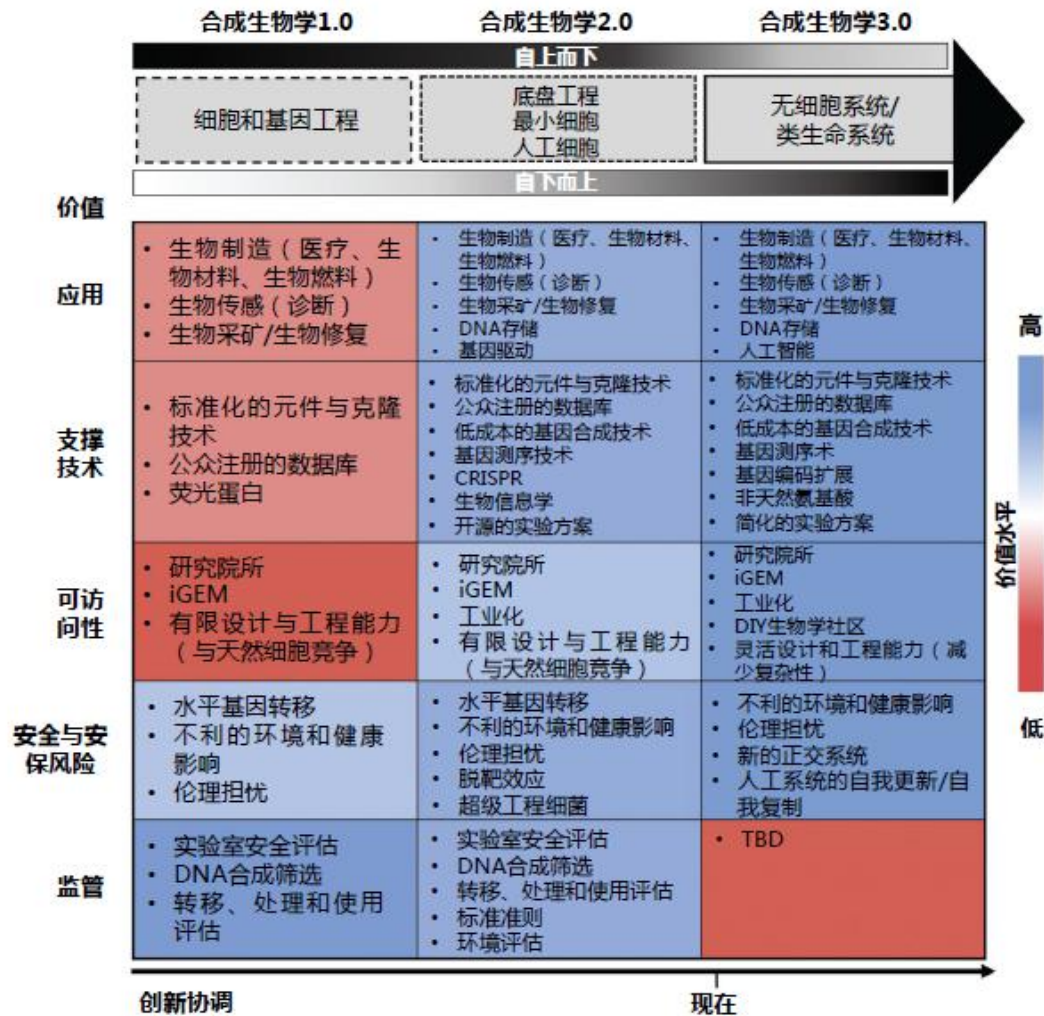 合成生物学1.0
合成生物学2.0
合成生物学3.0
自上而下
细胞和基因工程
底盘工程
最小细胞
人工细胞
无细胞系统/
类生命系统
自下而上
价值
应用
• 生物制造（医疗、生
物材料、生物燃料）
• 生物传感（诊断）
• 生物采矿/生物修复
• 生物制造（医疗、生物材料、
生物燃料）
• 生物传感（诊断）
• 生物采矿/生物修复
• DNA存储
• 基因驱动
• 生物制造（医疗、生物材料、
生物燃料）
• 生物传感（诊断）
• 生物采矿/生物修复
• DNA存储
• 人工智能
支撑
技术
• 标准化的元件与克隆
技术
• 公众注册的数据库
• 荧光蛋白
• 标准化的元件与克隆技术
• 公众注册的数据库
• 低成本的基因合成技术
• 基因测序技术
• CRISPR
• 生物信息学
• 开源的实验方案
• 标准化的元件与克隆技术
• 公众注册的数据库
• 低成本的基因合成技术
• 基因测序术
• 基因编码扩展
• 非天然氨基酸
• 简化的实验方案
可访
问性
• 研究院所
• iGEM
• 有限设计与工程能力
（与天然细胞竞争）
• 研究院所
• iGEM
• 工业化
• 有限设计与工程能力
（与天然细胞竞争）
• 研究院所
• iGEM
• 工业化
• DIY生物学社区
• 灵活设计和工程能力（减
少复杂性）
安全与安
保风险
• 水平基因转移
• 不利的环境和健康
影响
• 伦理担忧
• 水平基因转移
• 不利的环境和健康影响
• 伦理担忧
• 脱靶效应
• 超级工程细菌
• 不利的环境和健康影响
• 伦理担忧
• 新的正交系统
• 人工系统的自我更新/自
我复制
监管
• 实验室安全评估
• DNA合成筛选
• 转移、处理和使用
评估
• 实验室安全评估
• DNA合成筛选
• 转移、处理和使用评估
• 标准准则
• 环境评估
• TBD
高
价值水平
低
创新协调
现在